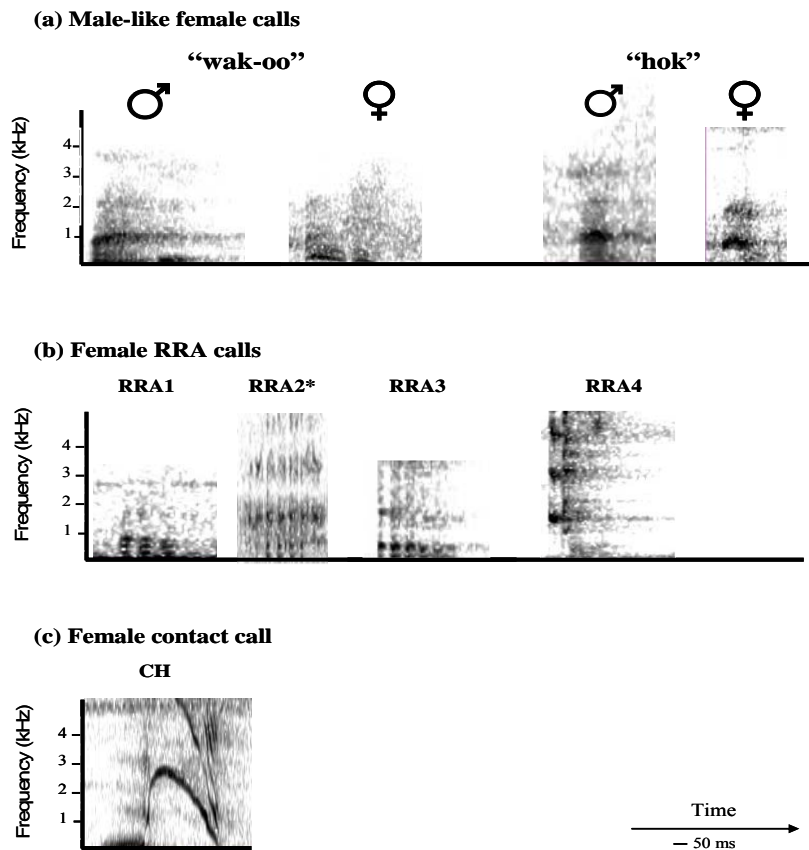 (a) Male-like female calls
“wak-oo” “hok”
♂ ♀ ♂ ♀
Frequency (kHz)
4
3
2
1
(b) Female RRA calls
RRA1 RRA2* RRA3 RRA4
Frequency (kHz)
4
3
2
1
(c) Female contact call
CH
Frequency (kHz)
4
3
2
1
Time
50 ms